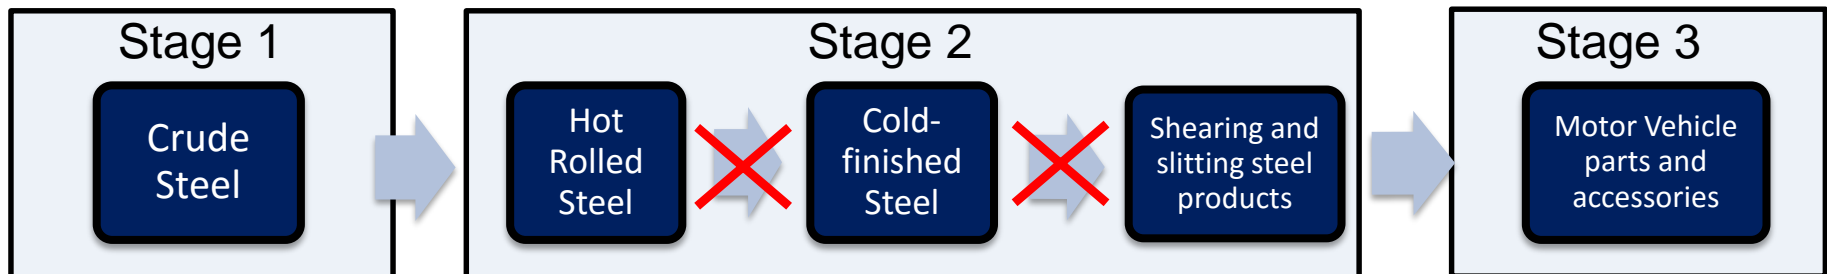 Stage 1
Crude
Steel
Stage 2
Hot
Rolled
Steel
Cold-
finished
Steel
Shearing and
slitting steel
products
Stage 3
Motor Vehicle
parts and
accessories